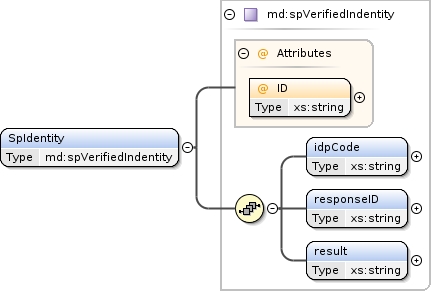 md:spVerifiedIndentity
@ Attributes
@ ID
Type xs:string
SpIdentity
Type md:spVerifiedIndentity
idpCode
Type xs:string
responseID
Type xs:string
result
Type xs:string